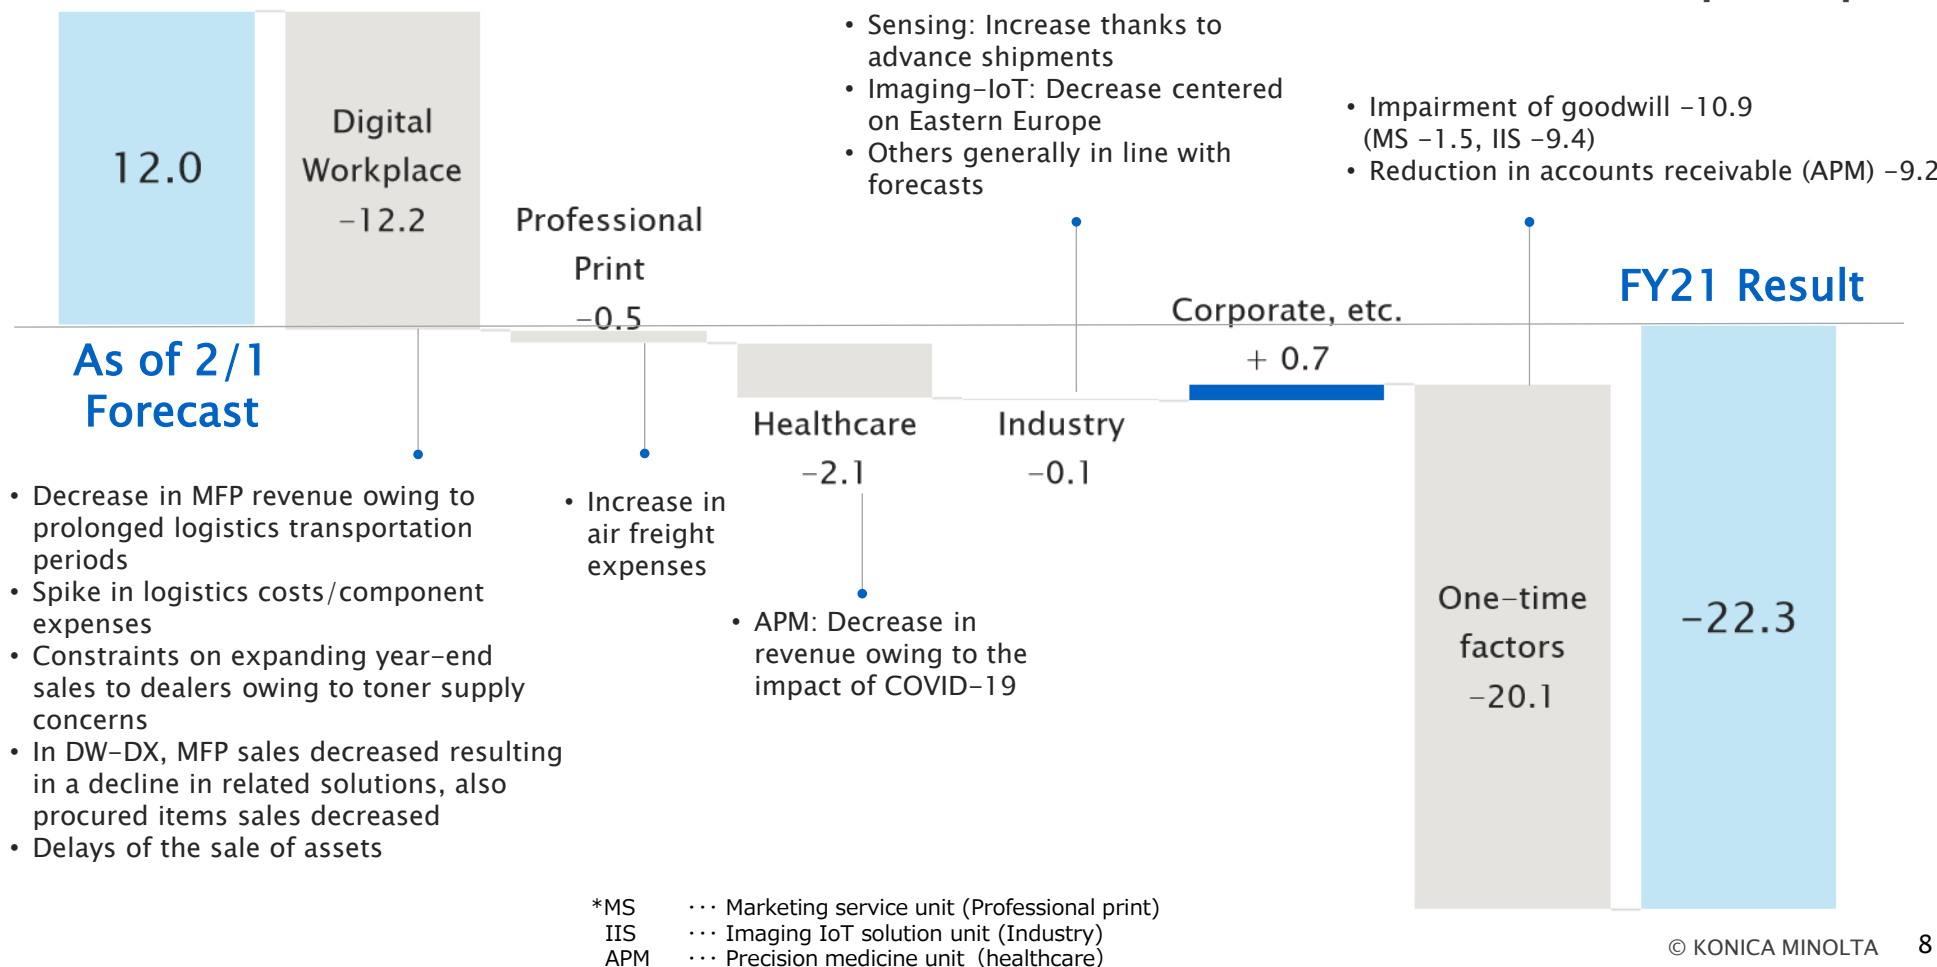 • Sensing: Increase thanks to
advance shipments
• Imaging-IoT: Decrease centered
on Eastern Europe
• Others generally in line with
forecasts
• Impairment of goodwill -10.9
(MS -1.5, IIS -9.4)
• Reduction in accounts receivable (APM) -9.2
12.0
Digital
Workplace
-12.2
Professional
Print
-0.5
Corporate, etc.
+ 0.7
FY21 Result
As of 2/1
Forecast
Healthcare
-2.1
Industry
-0.1
One-time
factors
-20.1
-22.3
• Decrease in MFP revenue owing to
prolonged logistics transportation
periods
• Spike in logistics costs/component
expenses
• Constraints on expanding year-end
sales to dealers owing to toner supply
concerns
• In DW-DX, MFP sales decreased resulting
in a decline in related solutions, also
procured items sales decreased
• Delays of the sale of assets
• Increase in
air freight
expenses
• APM: Decrease in
revenue owing to the
impact of COVID-19
*MS ･･･ Marketing service unit (Professional print)
IIS ･･･ Imaging IoT solution unit (Industry)
APM ･･･ Precision medicine unit (healthcare)
© KONICA MINOLTA 8